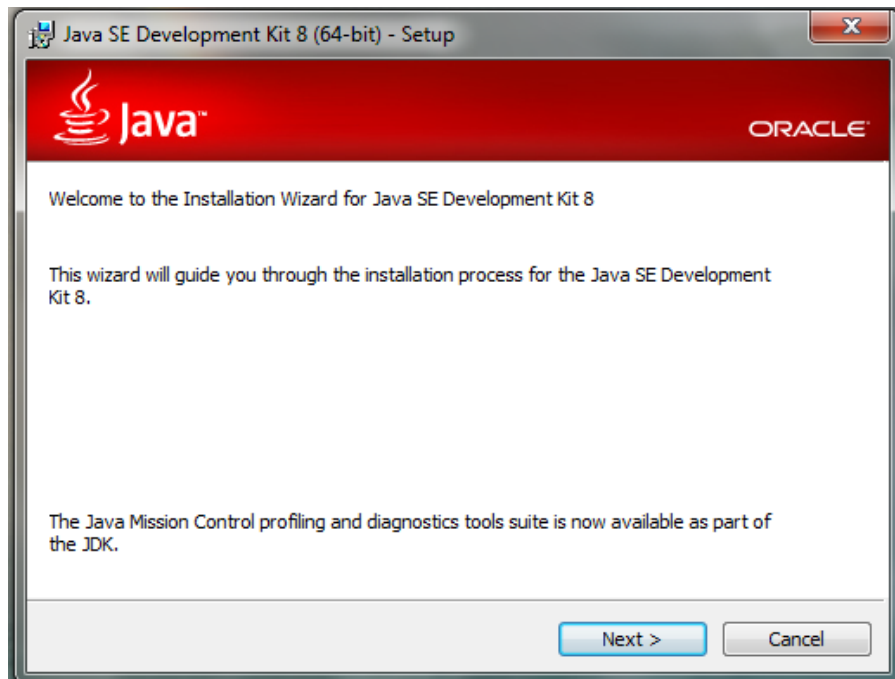 Java SE Development Kit 8 (64-bit) - Setup
Java™
ORACLE®
Welcome to the Installation Wizard for Java SE Development Kit 8
This wizard will guide you through the installation process for the Java SE Development
Kit 8.
The Java Mission Control profiling and diagnostics tools suite is now available as part of
the JDK.
Next >
Cancel